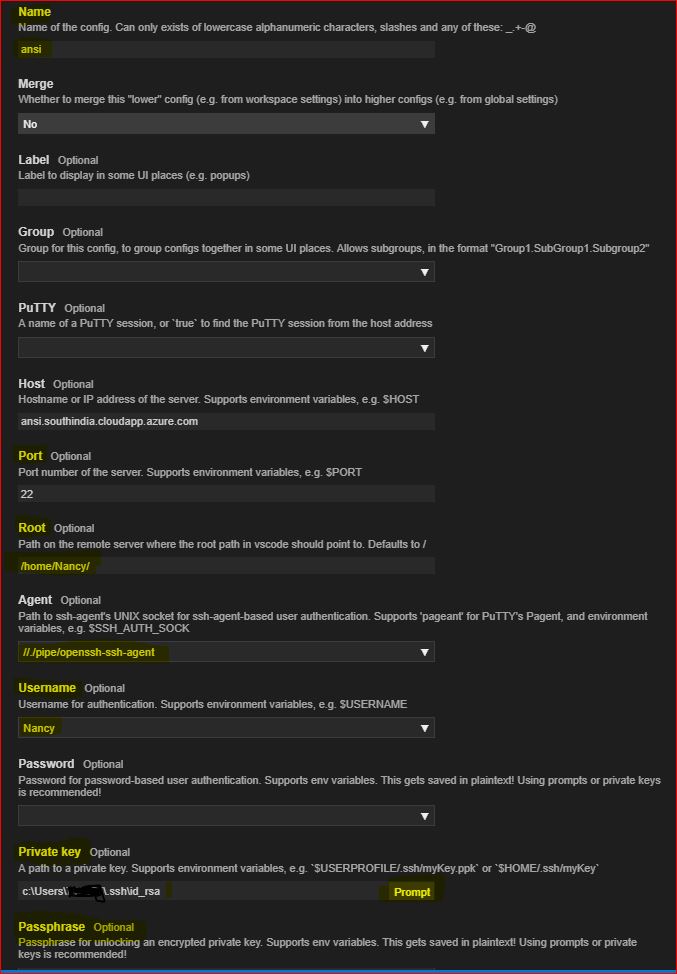 Name
Name of the config. Can only exists of lowercase alphanumeric characters, slashes and any of these: _.+-@
ansi
Merge
Whether to merge this "lower" config (e.g. from workspace settings) into higher configs (e.g. from global settings)
No
Label Optional
Label to display in some UI places (e.g. popups)
Group Optional
Group for this config, to group configs together in some UI places. Allows subgroups, in the format "Group1.SubGroup1.Subgroup2"
PuTTY Optional
A name of a PuTTY session, or `true` to find the PuTTY session from the host address
Host Optional
Hostname or IP address of the server. Supports environment variables, e.g. $HOST
ansi.southindia.cloudapp.azure.com
Port Optional
Port number of the server. Supports environment variables, e.g. $PORT
22
Root Optional
Path on the remote server where the root path in vscode should point to. Defaults to /
/home/Nancy/
Agent Optional
Path to ssh-agent's UNIX socket for ssh-agent-based user authentication. Supports 'pageant' for PuTTY's Pagent, and environment
variables, e.g. $SSH_AUTH_SOCK
//./pipe/openssh-ssh-agent
Username Optional
Username for authentication. Supports environment variables, e.g. $USERNAME
Nancy
Password Optional
Password for password-based user authentication. Supports env variables. This gets saved in plaintext! Using prompts or private keys
is recommended!
Private key Optional
A path to a private key. Supports environment variables, e.g. `$USERPROFILE/.ssh/myKey.ppk` or `$HOME/.ssh/myKey`
c:\Users\ \.ssh\id_rsa Prompt
Passphrase Optional
Passphrase for unlocking an encrypted private key. Supports env variables. This gets saved in plaintext! Using prompts or private
keys is recommended!